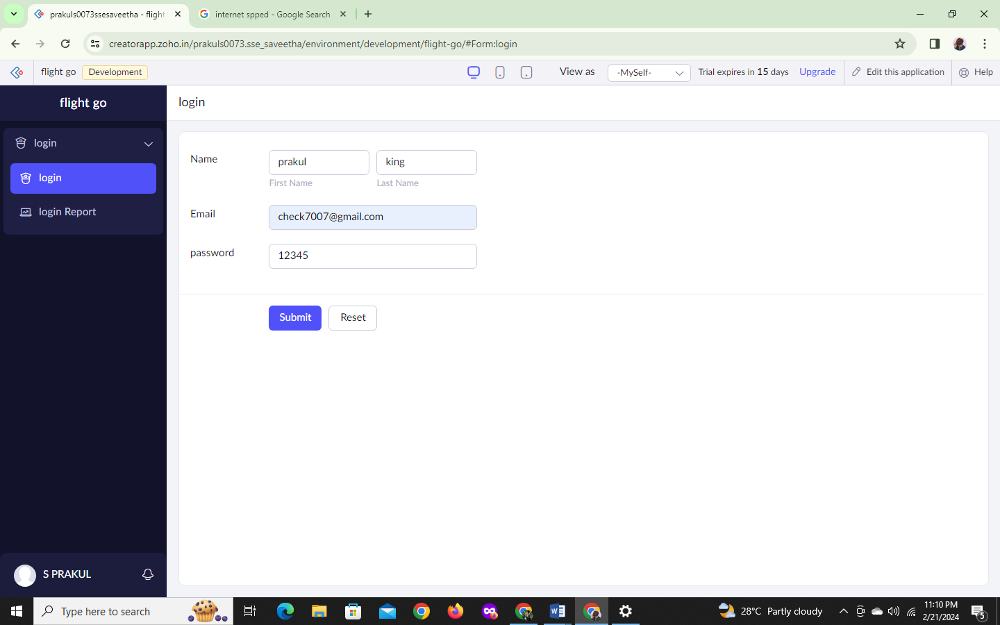 prakuls0073ssesaveetha - flight
internet spped - Google Search
creatorapp.zoho.in/prakuls0073.sse_saveetha/environment/development/flight-go/#Form:login
flight go
Development
View as
-MySelf-
Trial expires in 15 days
Upgrade
Edit this application
Help
flight go
login
login
login
login Report
Name
prakul
king
First Name
Last Name
Email
check7007@gmail.com
password
12345
Submit
Reset
S PRAKUL
Type here to search
28°C Partly cloudy
11:10 PM
2/21/2024
5